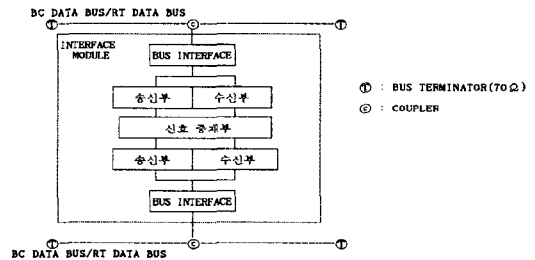 BC DATA BUS/RT DATA BUS
Ⓣ ⓒ Ⓣ
INTERFACE
MODULE
BUS INTERFACE
송신부 수신부
신호 중재부
송신부 수신부
BUS INTERFACE
Ⓣ ⓒ Ⓣ
BC DATA BUS/RT DATA BUS
Ⓣ : BUS TERMINATOR(70Ω)
ⓒ : COUPLER